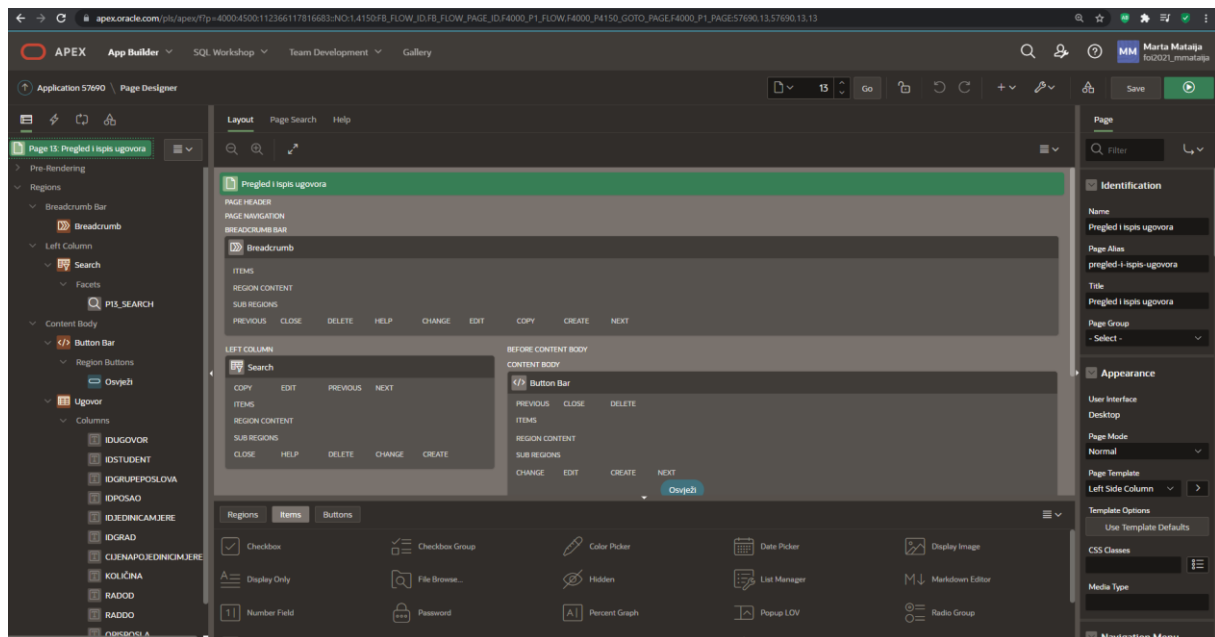 apex.oracle.com/pls/apex/f?p=4000:4500:112366117816683::NO:1,4150:FB_FLOW_ID,FB_FLOW_PAGE_ID,F4000_P1_FLOW,F4000_P4150_GOTO_PAGE,F4000_P1_PAGE:57690,13,57690,13,13
APEX App Builder SQL Workshop Team Development Gallery MM Marta Mataija
foi2021_mmataija
Application 57690 \ Page Designer 13 Go Save
Layout Page Search Help Page
Page 13: Pregled i ispis ugovora
Filter
Pre-Rendering
Regions
Breadcrumb Bar
Breadcrumb
Left Column
Search
Facets
P13_SEARCH
Content Body
Button Bar
Region Buttons
Osvježi
Ugovor
Columns
IDUGOVOR
IDSTUDENT
IDGRUPEPOSLOVA
IDPOSAO
IDJEDINICAMJERE
IDGRAD
CIJENAPOJEDINICIMJERE
KOLIČINA
RADOD
RADDO
OPISPOSLA
Pregled i ispis ugovora
PAGE HEADER
PAGE NAVIGATION
BREADCRUMB BAR
Breadcrumb
ITEMS
REGION CONTENT
SUB REGIONS
PREVIOUS CLOSE DELETE HELP CHANGE EDIT COPY CREATE NEXT
LEFT COLUMN
Search
COPY EDIT PREVIOUS NEXT
ITEMS
REGION CONTENT
SUB REGIONS
CLOSE HELP DELETE CHANGE CREATE
BEFORE CONTENT BODY
CONTENT BODY
Button Bar
PREVIOUS CLOSE DELETE
ITEMS
REGION CONTENT
SUB REGIONS
CHANGE EDIT CREATE NEXT
Osvježi
Regions Items Buttons
Checkbox Checkbox Group Color Picker Date Picker Display Image
Display Only File Browse... Hidden List Manager Markdown Editor
Number Field Password Percent Graph Popup LOV Radio Group
Identification
Name
Pregled i ispis ugovora
Page Alias
pregled-i-ispis-ugovora
Title
Pregled i ispis ugovora
Page Group
- Select -
Appearance
User Interface
Desktop
Page Mode
Normal
Page Template
Left Side Column
Template Options
Use Template Defaults
CSS Classes
Media Type
Navigation Menu